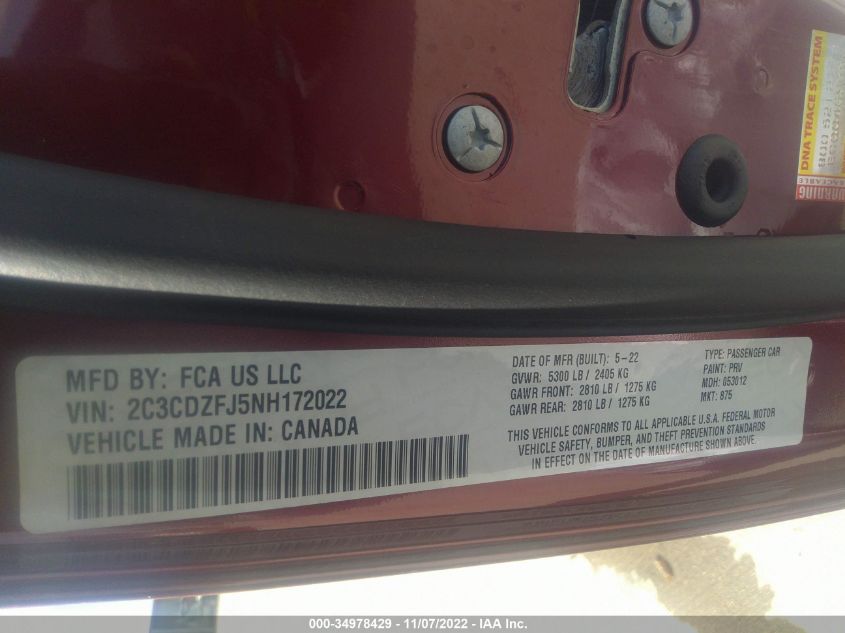 DNA TRACE SYSTEM
WARNING
MFD BY: FCA US LLC
VIN: 2C3CDZFJ5NH172022
VEHICLE MADE IN: CANADA
DATE OF MFR (BUILT): 5-22
GVWR: 5300 LB / 2405 KG
GAWR FRONT: 2810 LB / 1275 KG
GAWR REAR: 2810 LB / 1275 KG
TYPE: PASSENGER CAR
PAINT: PRV
MDH: 053012
MKT: 875
THIS VEHICLE CONFORMS TO ALL APPLICABLE U.S.A. FEDERAL MOTOR
VEHICLE SAFETY, BUMPER, AND THEFT PREVENTION STANDARDS
IN EFFECT ON THE DATE OF MANUFACTURE SHOWN ABOVE.
000-34978429 - 11/07/2022 - IAA Inc.